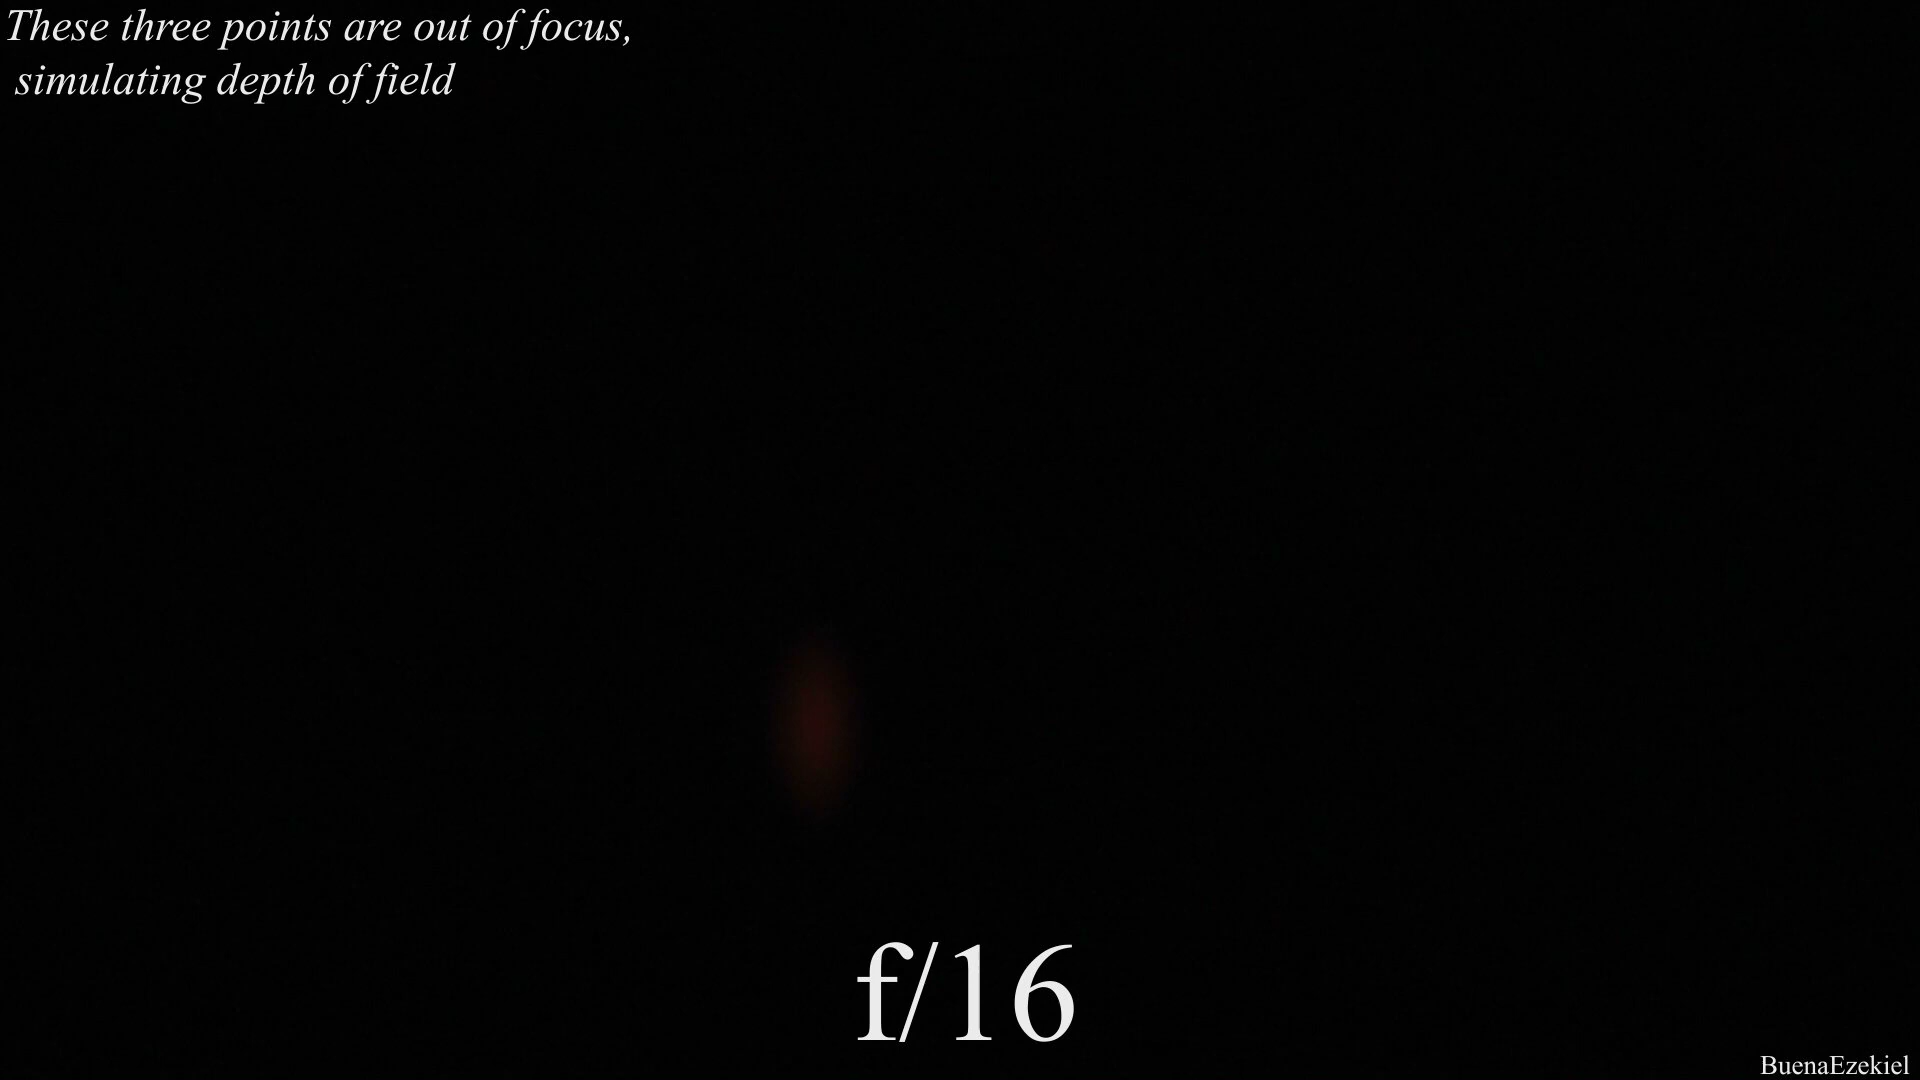 These three points are out of focus,
simulating depth of field
f/16
BuenaEzekiel